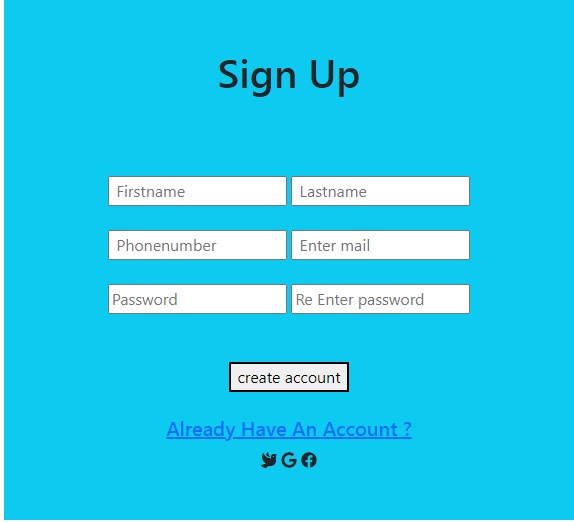 Sign Up
Firstname Lastname
Phonenumber Enter mail
Password Re Enter password
create account
Already Have An Account ?